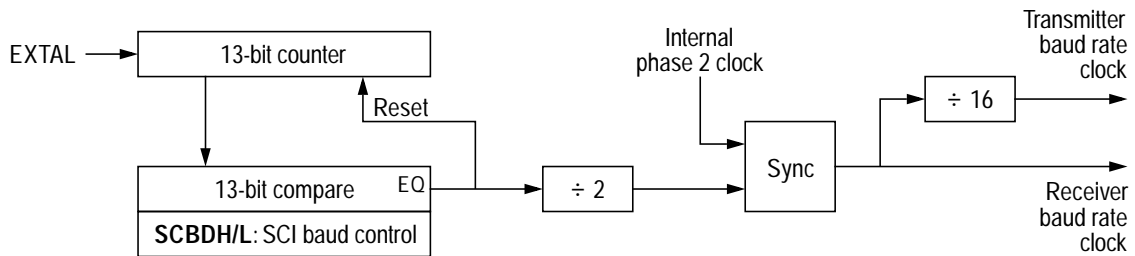 EXTAL
13-bit counter
Reset
13-bit compare
EQ
SCBDH/L: SCI baud control
÷ 2
Internal
phase 2 clock
Sync
÷ 16
Transmitter
baud rate
clock
Receiver
baud rate
clock